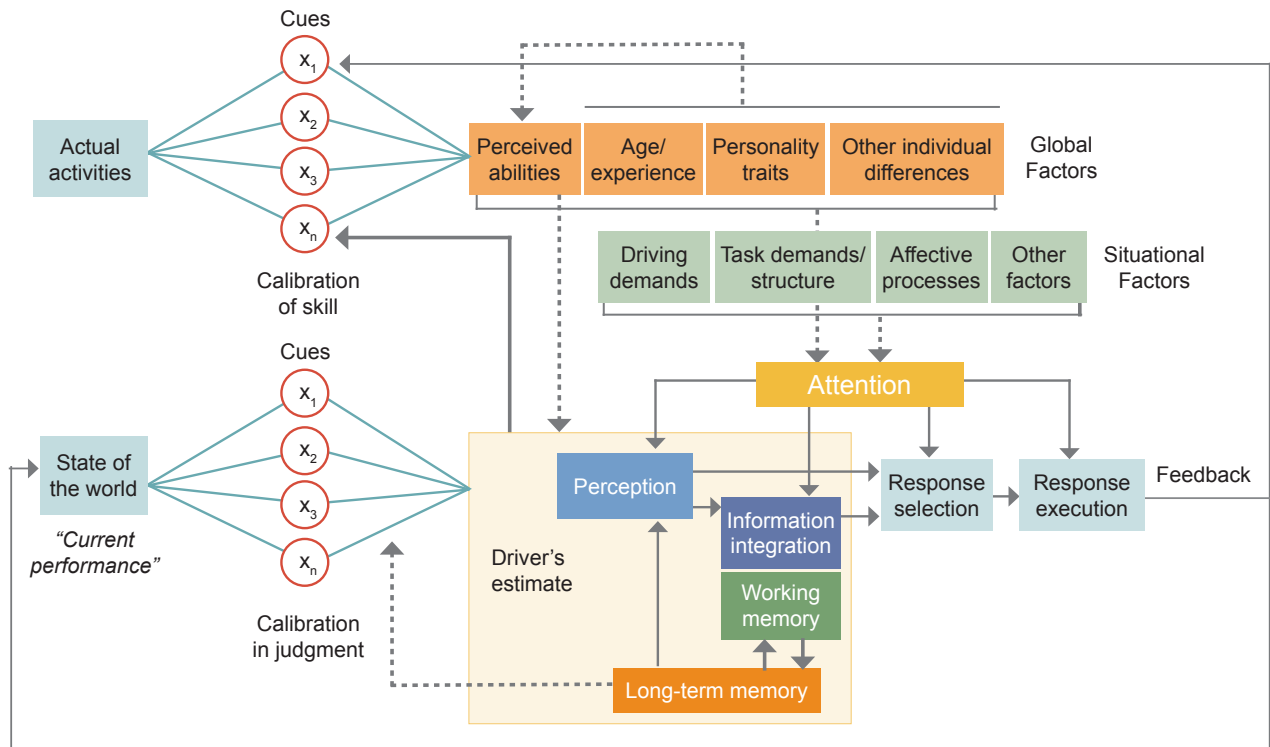 Cues
x1
x2
x3
xn
Actual
activities
Calibration
of skill
Perceived
abilities
Age/
experience
Personality
traits
Other individual
differences
Global
Factors
Driving
demands
Task demands/
structure
Affective
processes
Other
factors
Situational
Factors
Cues
x1
x2
x3
xn
State of
the world
“Current
performance”
Calibration
in judgment
Attention
Perception
Information
integration
Driver’s
estimate
Working
memory
Long-term memory
Response
selection
Response
execution
Feedback